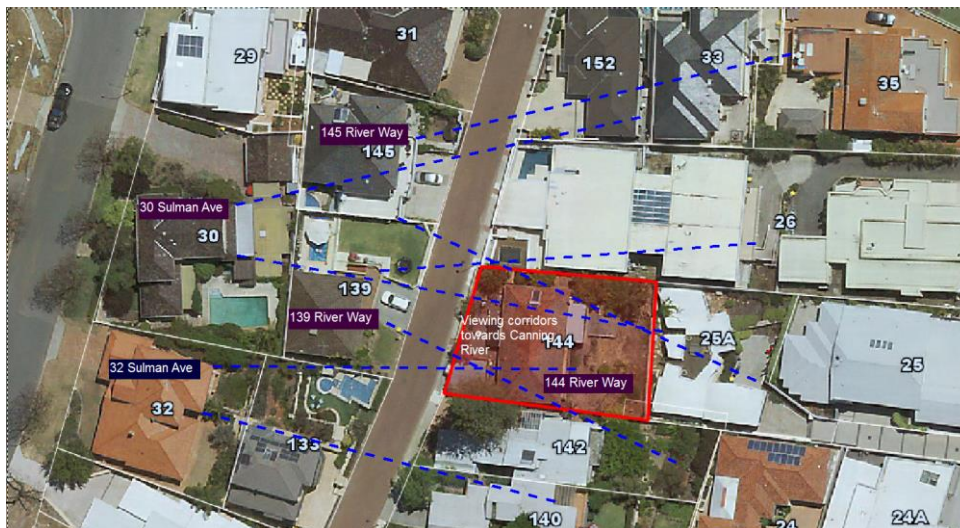 31
29
152
33
35
145 River Way
145
30 Sulman Ave
30
26
139
139 River Way
Viewing corridors
towards Canning
River
144
25A
25
32 Sulman Ave
144 River Way
32
135
142
140
24
24A